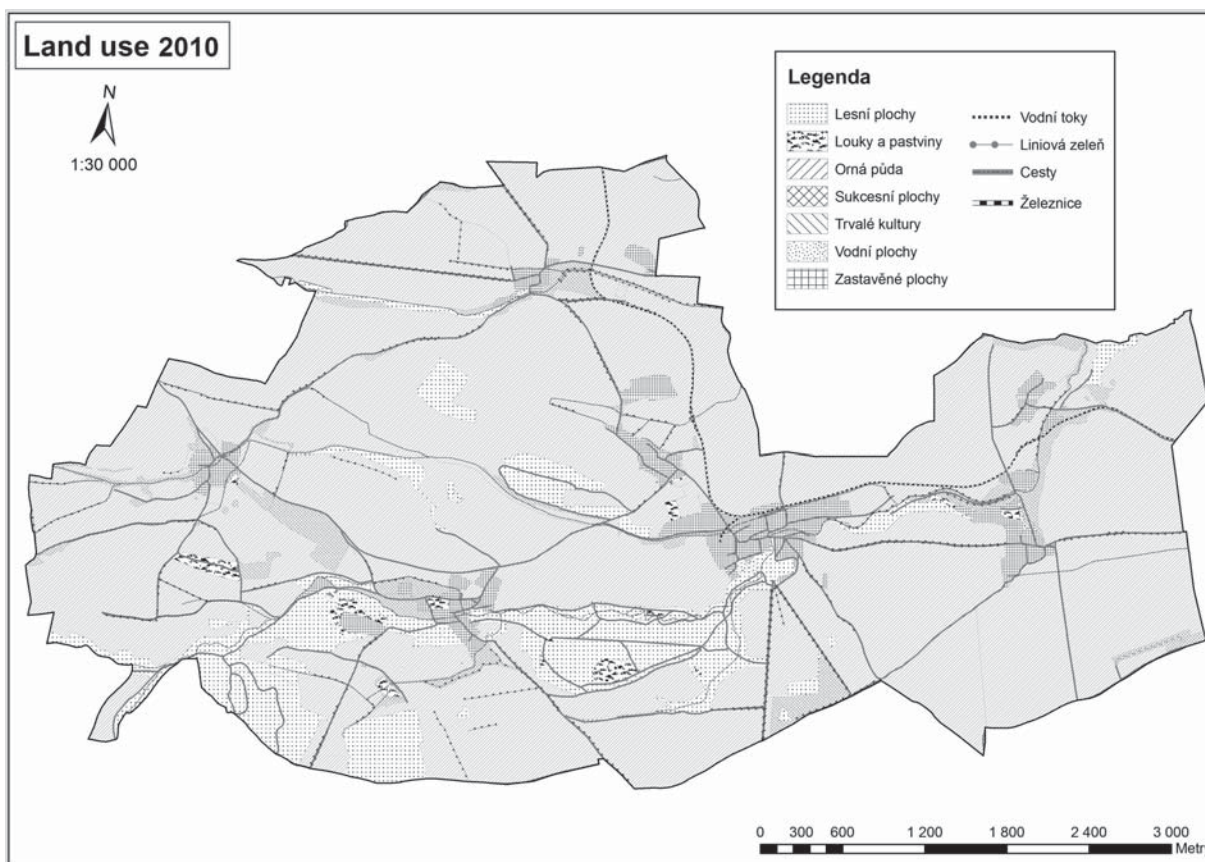 Land use 2010
N
1:30 000
Legenda
Lesní plochy
Louky a pastviny
Orná půda
Sukcesní plochy
Trvalé kultury
Vodní plochy
Zastavěné plochy
Vodní toky
Liniová zeleň
Cesty
Železnice
0 300 600 1 200 1 800 2 400 3 000
Metry